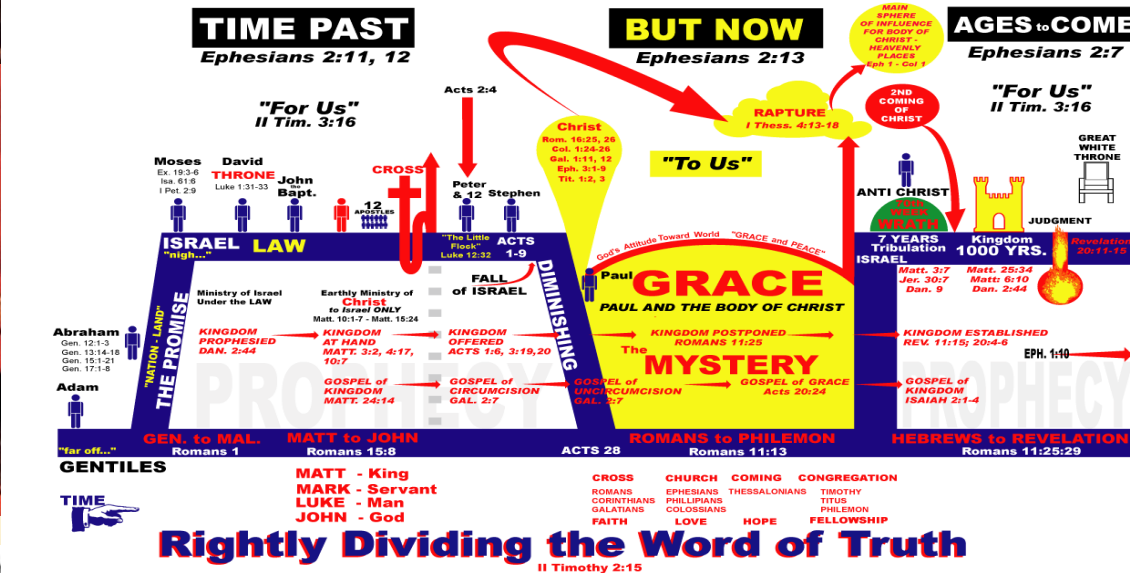 TIME PAST
Ephesians 2:11, 12
"For Us"
II Tim. 3:16
BUT NOW
Ephesians 2:13
"To Us"
AGES to COME
Ephesians 2:7
"For Us"
II Tim. 3:16
MAIN
SPHERE
OF INFLUENCE
FOR BODY OF
CHRIST -
HEAVENLY
PLACES
Eph 1 - Col 1
RAPTURE
I Thess. 4:13-18
2ND
COMING
OF
CHRIST
GREAT
WHITE
THRONE
Acts 2:4
Christ
Rom. 16:25, 26
Col. 1:24-26
Gal. 1:11, 12
Eph. 3:1-9
Tit. 1:2, 3
Moses
Ex. 19:3-6
Isa. 61:6
I Pet. 2:9
David
THRONE
Luke 1:31-33
John
the
Bapt.
CROSS
12
APOSTLES
Peter
& 12
Stephen
ANTI CHRIST
70th
WEEK
WRATH
JUDGMENT
ISRAEL LAW
"nigh..."
"The Little
Flock"
Luke 12:32
ACTS
1-9
God's Attitude Toward World "GRACE and PEACE"
7 YEARS
Tribulation
ISRAEL
Kingdom
1000 YRS.
Revelation
20:11-15
Matt. 3:7
Jer. 30:7
Dan. 9
Matt. 25:34
Matt: 6:10
Dan. 2:44
"NATION - LAND"
THE PROMISE
Ministry of Israel
Under the LAW
Earthly Ministry of
Christ
to Israel ONLY
Matt. 10:1-7 - Matt. 15:24
FALL
of ISRAEL
DIMINISHING
Paul
GRACE
PAUL AND THE BODY OF CHRIST
Abraham
Gen. 12:1-3
Gen. 13:14-18
Gen. 15:1-21
Gen. 17:1-8
Adam
KINGDOM
PROPHESIED
DAN. 2:44
KINGDOM
AT HAND
MATT. 3:2, 4:17,
10:7
KINGDOM
OFFERED
ACTS 1:6, 3:19,20
KINGDOM POSTPONED
ROMANS 11:25
KINGDOM ESTABLISHED
REV. 11:15; 20:4-6
EPH. 1:10
The
MYSTERY
PROPHECY
PROPHECY
GOSPEL of
KINGDOM
MATT. 24:14
GOSPEL of
CIRCUMCISION
GAL. 2:7
GOSPEL of
UNCIRCUMCISION
GAL. 2:7
GOSPEL of GRACE
Acts 20:24
GOSPEL of
KINGDOM
ISAIAH 2:1-4
"far off..."
GEN. to MAL.
Romans 1
MATT to JOHN
Romans 15:8
ACTS 28
ROMANS to PHILEMON
Romans 11:13
HEBREWS to REVELATION
Romans 11:25:29
GENTILES
TIME
MATT - King
MARK - Servant
LUKE - Man
JOHN - God
CROSS CHURCH COMING CONGREGATION
ROMANS EPHESIANS THESSALONIANS TIMOTHY
CORINTHIANS PHILLIPIANS TITUS
GALATIANS COLOSSIANS PHILEMON
FAITH LOVE HOPE FELLOWSHIP
Rightly Dividing the Word of Truth
II Timothy 2:15